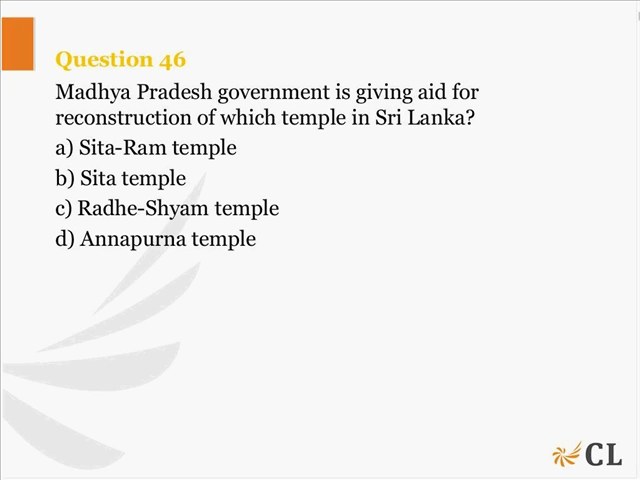 Question 46
Madhya Pradesh government is giving aid for
reconstruction of which temple in Sri Lanka?
a) Sita-Ram temple
b) Sita temple
c) Radhe-Shyam temple
d) Annapurna temple
CL